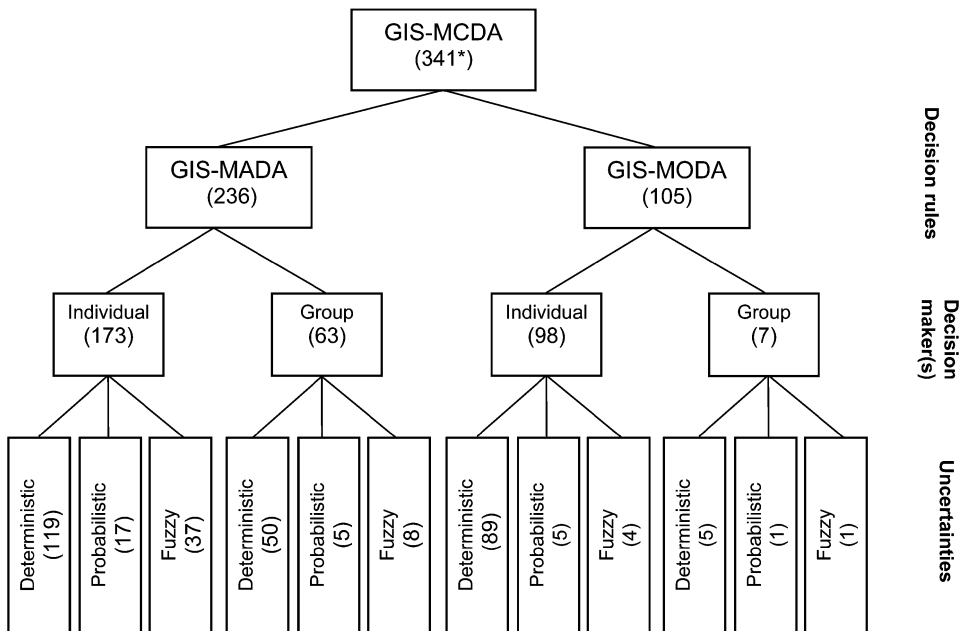 GIS-MCDA
(341*)
GIS-MADA
(236)
GIS-MODA
(105)
Decision rules
Individual
(173)
Group
(63)
Individual
(98)
Group
(7)
Decision
maker(s)
Deterministic
(119)
Probabilistic
(17)
Fuzzy
(37)
Deterministic
(50)
Probabilistic
(5)
Fuzzy
(8)
Deterministic
(89)
Probabilistic
(5)
Fuzzy
(4)
Deterministic
(5)
Probabilistic
(1)
Fuzzy
(1)
Uncertainties